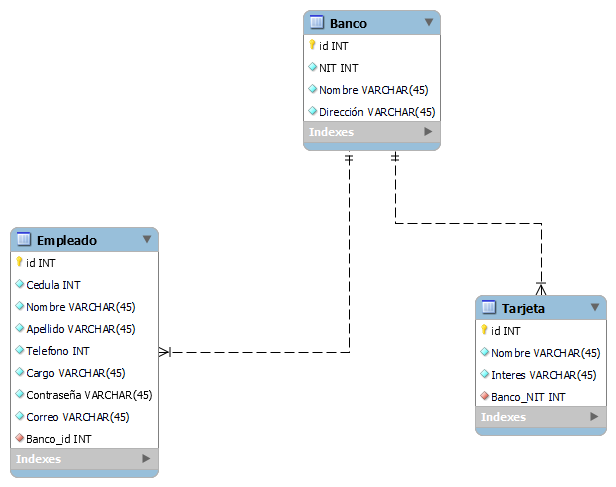 Banco
id INT
NIT INT
Nombre VARCHAR(45)
Dirección VARCHAR(45)
Indexes
Empleado
id INT
Cedula INT
Nombre VARCHAR(45)
Apellido VARCHAR(45)
Telefono INT
Cargo VARCHAR(45)
Contraseña VARCHAR(45)
Correo VARCHAR(45)
Banco_id INT
Indexes
Tarjeta
id INT
Nombre VARCHAR(45)
Interes VARCHAR(45)
Banco_NIT INT
Indexes